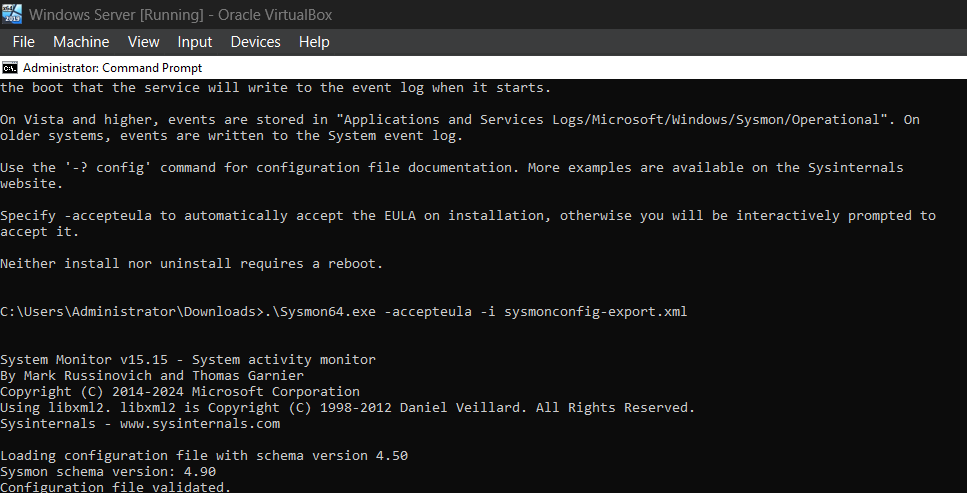 Windows Server [Running] - Oracle VirtualBox
File Machine View Input Devices Help
Administrator: Command Prompt
the boot that the service will write to the event log when it starts.
On Vista and higher, events are stored in "Applications and Services Logs/Microsoft/Windows/Sysmon/Operational". On
older systems, events are written to the System event log.
Use the '-? config' command for configuration file documentation. More examples are available on the Sysinternals
website.
Specify -accepteula to automatically accept the EULA on installation, otherwise you will be interactively prompted to
accept it.
Neither install nor uninstall requires a reboot.
C:\Users\Administrator\Downloads>.\Sysmon64.exe -accepteula -i sysmonconfig-export.xml
System Monitor v15.15 - System activity monitor
By Mark Russinovich and Thomas Garnier
Copyright (C) 2014-2024 Microsoft Corporation
Using libxml2. libxml2 is Copyright (C) 1998-2012 Daniel Veillard. All Rights Reserved.
Sysinternals - www.sysinternals.com
Loading configuration file with schema version 4.50
Sysmon schema version: 4.90
Configuration file validated.